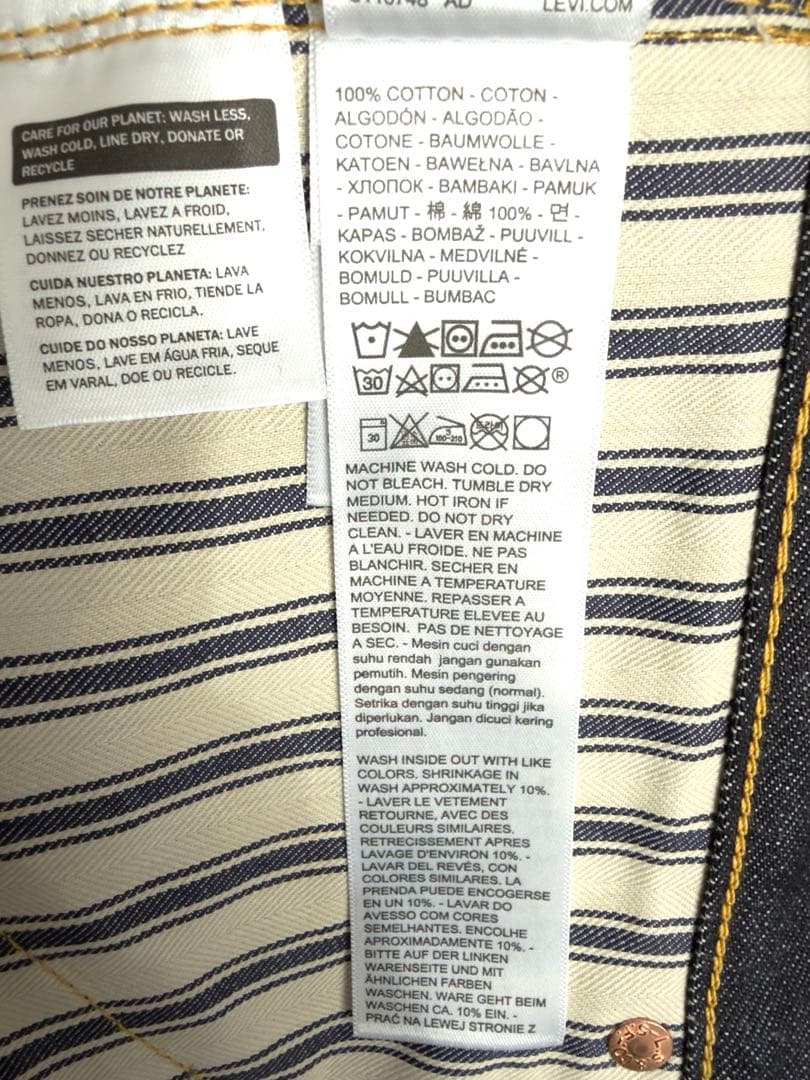 LEVI.COM
CARE FOR OUR PLANET: WASH LESS,
WASH COLD, LINE DRY, DONATE OR
RECYCLE
PRENEZ SOIN DE NOTRE PLANETE:
LAVEZ MOINS, LAVEZ A FROID,
LAISSEZ SECHER NATURELLEMENT,
DONNEZ OU RECYCLEZ
CUIDA NUESTRO PLANETA: LAVA
MENOS, LAVA EN FRIO, TIENDE LA
ROPA, DONA O RECICLA.
CUIDE DO NOSSO PLANETA: LAVE
MENOS, LAVE EM ÁGUA FRIA, SEQUE
EM VARAL, DOE OU RECICLE.
100% COTTON - COTON -
ALGODÓN - ALGODÃO -
COTONE - BAUMWOLLE -
KATOEN - BAWEŁNA - BAVLNA
- ХЛОПОК - BAMBAKI - PAMUK
- PAMUT - 棉 - 綿 100% - 면 -
KAPAS - BOMBAŽ - PUUVILL -
KOKVILNA - MEDVILNÉ -
BOMULD - PUUVILLA -
BOMULL - BUMBAC
30 ®
30 3 100-210 드라이
MACHINE WASH COLD. DO
NOT BLEACH. TUMBLE DRY
MEDIUM. HOT IRON IF
NEEDED. DO NOT DRY
CLEAN. - LAVER EN MACHINE
A L'EAU FROIDE. NE PAS
BLANCHIR. SECHER EN
MACHINE A TEMPERATURE
MOYENNE. REPASSER A
TEMPERATURE ELEVEE AU
BESOIN. PAS DE NETTOYAGE
A SEC. - Mesin cuci dengan
suhu rendah jangan gunakan
pemutih. Mesin pengering
dengan suhu sedang (normal).
Setrika dengan suhu tinggi jika
diperlukan. Jangan dicuci kering
profesional.
WASH INSIDE OUT WITH LIKE
COLORS. SHRINKAGE IN
WASH APPROXIMATELY 10%.
- LAVER LE VETEMENT
RETOURNE, AVEC DES
COULEURS SIMILAIRES.
RETRECISSEMENT APRES
LAVAGE D'ENVIRON 10%. -
LAVAR DEL REVÉS, CON
COLORES SIMILARES. LA
PRENDA PUEDE ENCOGERSE
EN UN 10%. - LAVAR DO
AVESSO COM CORES
SEMELHANTES. ENCOLHE
APROXIMADAMENTE 10%. -
BITTE AUF DER LINKEN
WARENSEITE UND MIT
ÄHNLICHEN FARBEN
WASCHEN. WARE GEHT BEIM
WASCHEN CA. 10% EIN. -
PRAĆ NA LEWEJ STRONIE Z